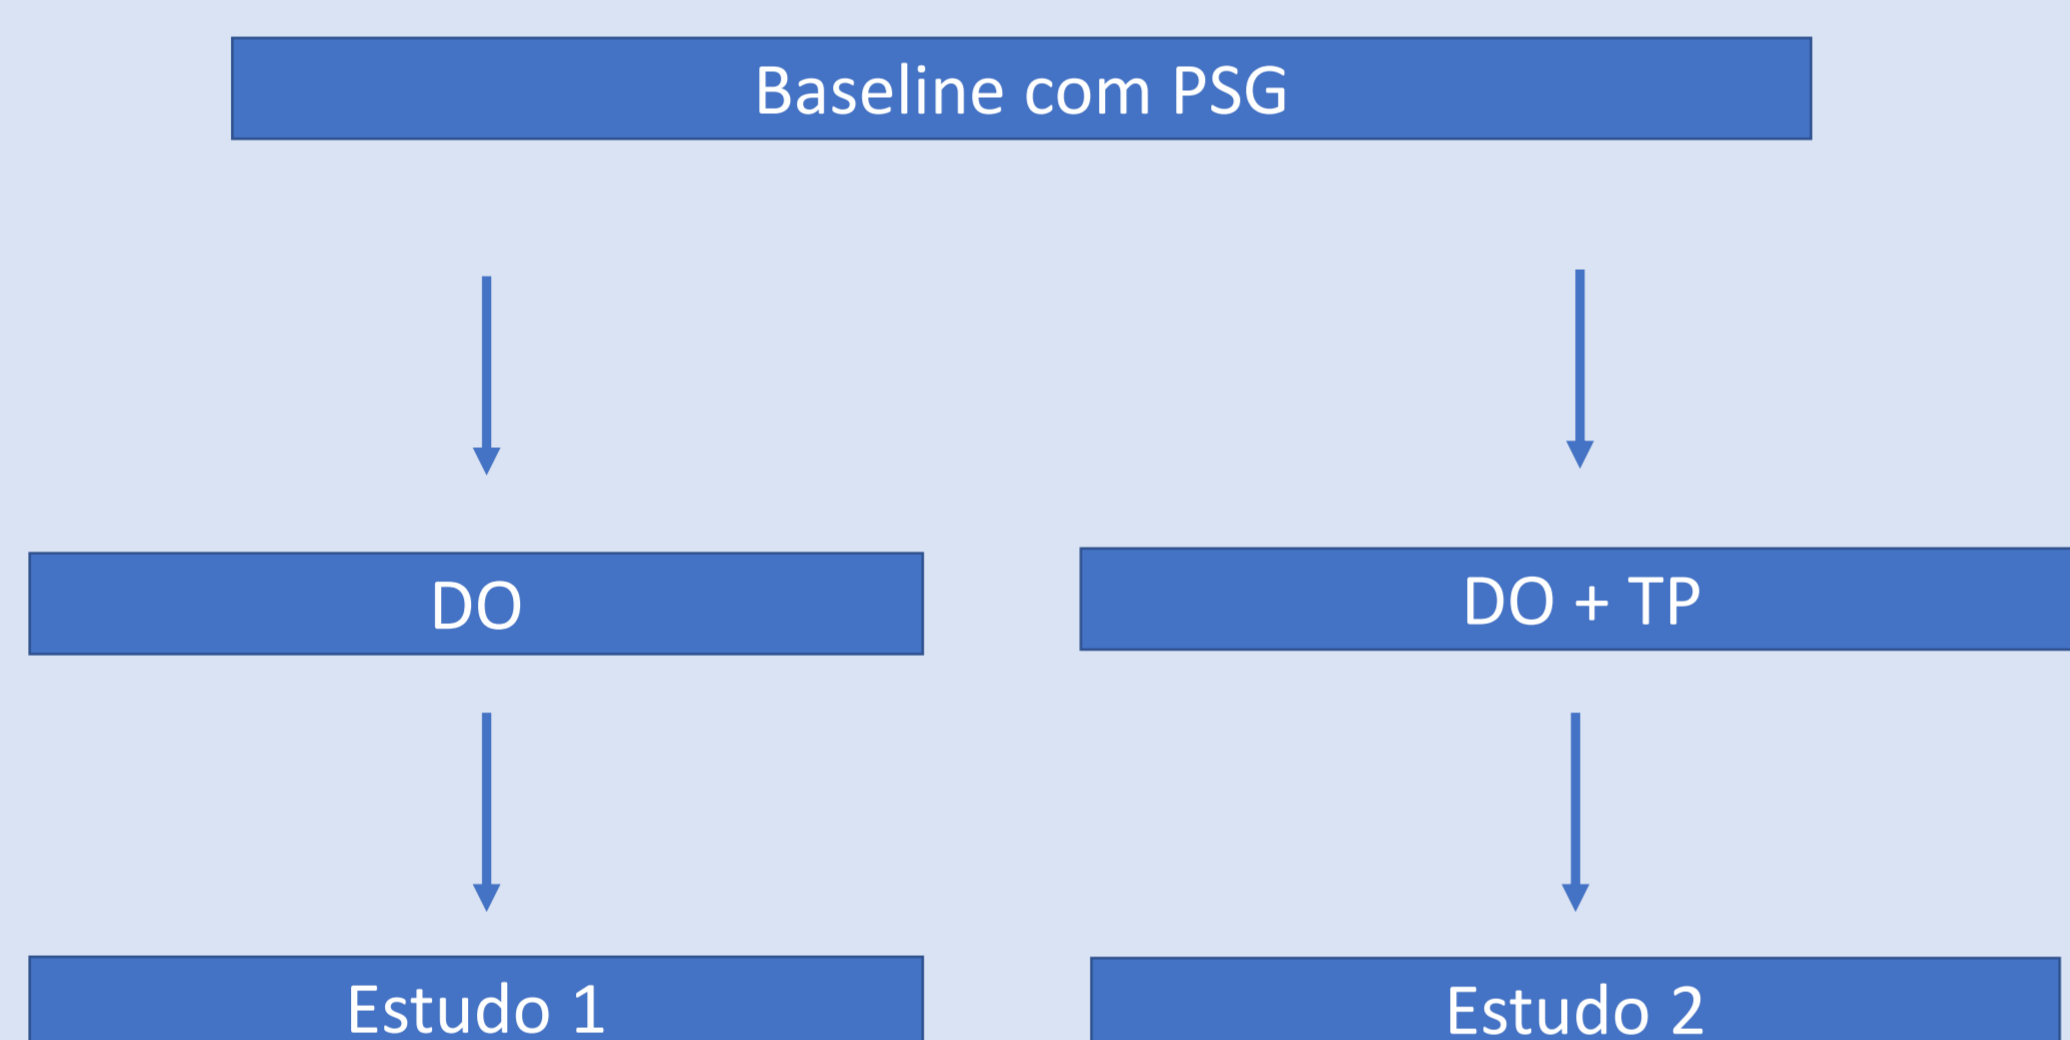 Baseline com PSG
DO
DO + TP
Estudo 1
Estudo 2